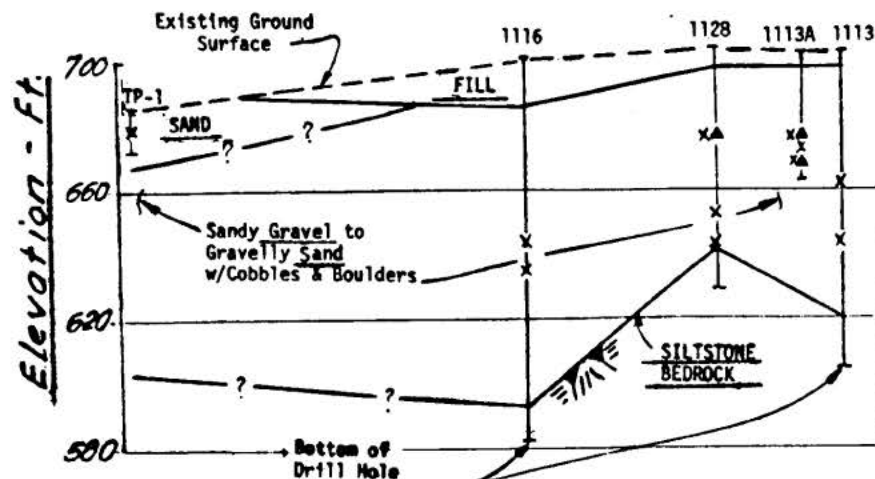 Existing Ground
Surface
1116
1128
1113A
1113
Elevation - Ft.
700
660
620
580
TP-1
SAND
FILL
?
?
Sandy Gravel to
Gravelly Sand
w/Cobbles & Boulders
SILTSTONE
BEDROCK
?
?
Bottom of
Drill Hole